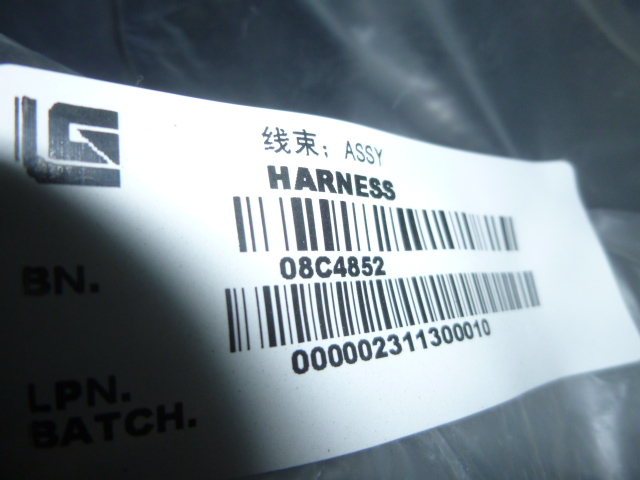 线束; ASSY
HARNESS
08C4852
BN.
000002311300010
LPN.
BATCH.